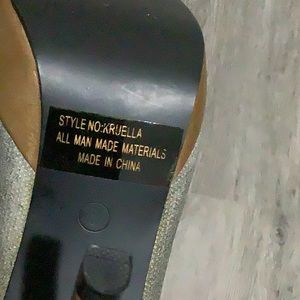 STYLE NO:KRUELLA
ALL MAN MADE MATERIALS
MADE IN CHINA